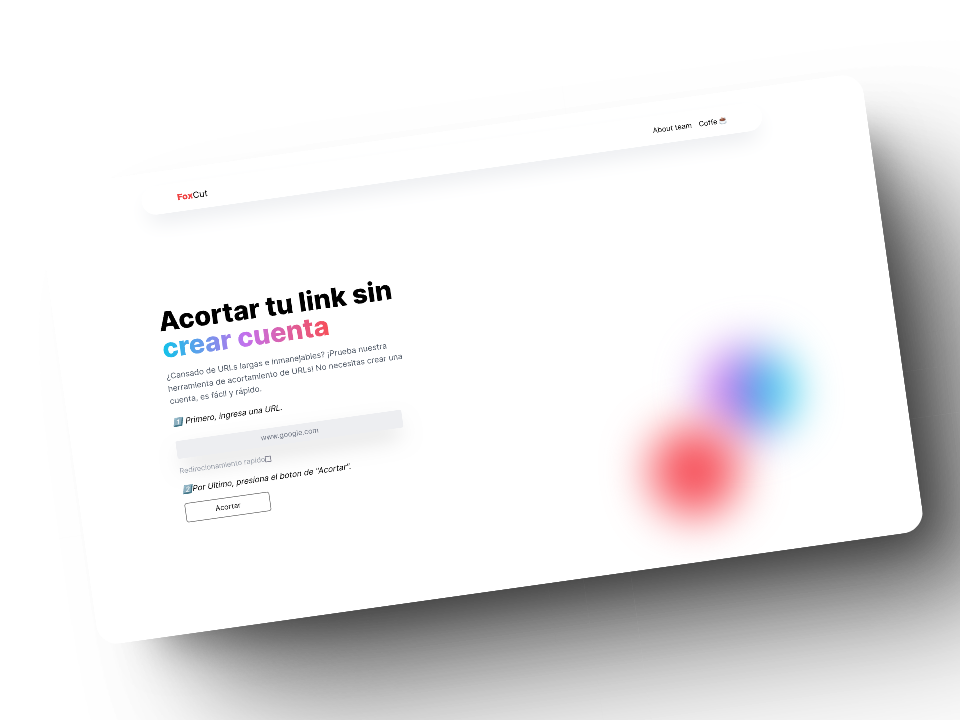 FoxCut
About team Coffe ☕
Acortar tu link sin
crear cuenta
¿Cansado de URLs largas e inmanejables? ¡Prueba nuestra
herramienta de acortamiento de URLs! No necesitas crear una
cuenta, es fácil y rápido.
1️⃣ Primero, ingresa una URL.
www.google.com
Redirecionamiento rapido
2️⃣Por Ultimo, presiona el boton de "Acortar".
Acortar